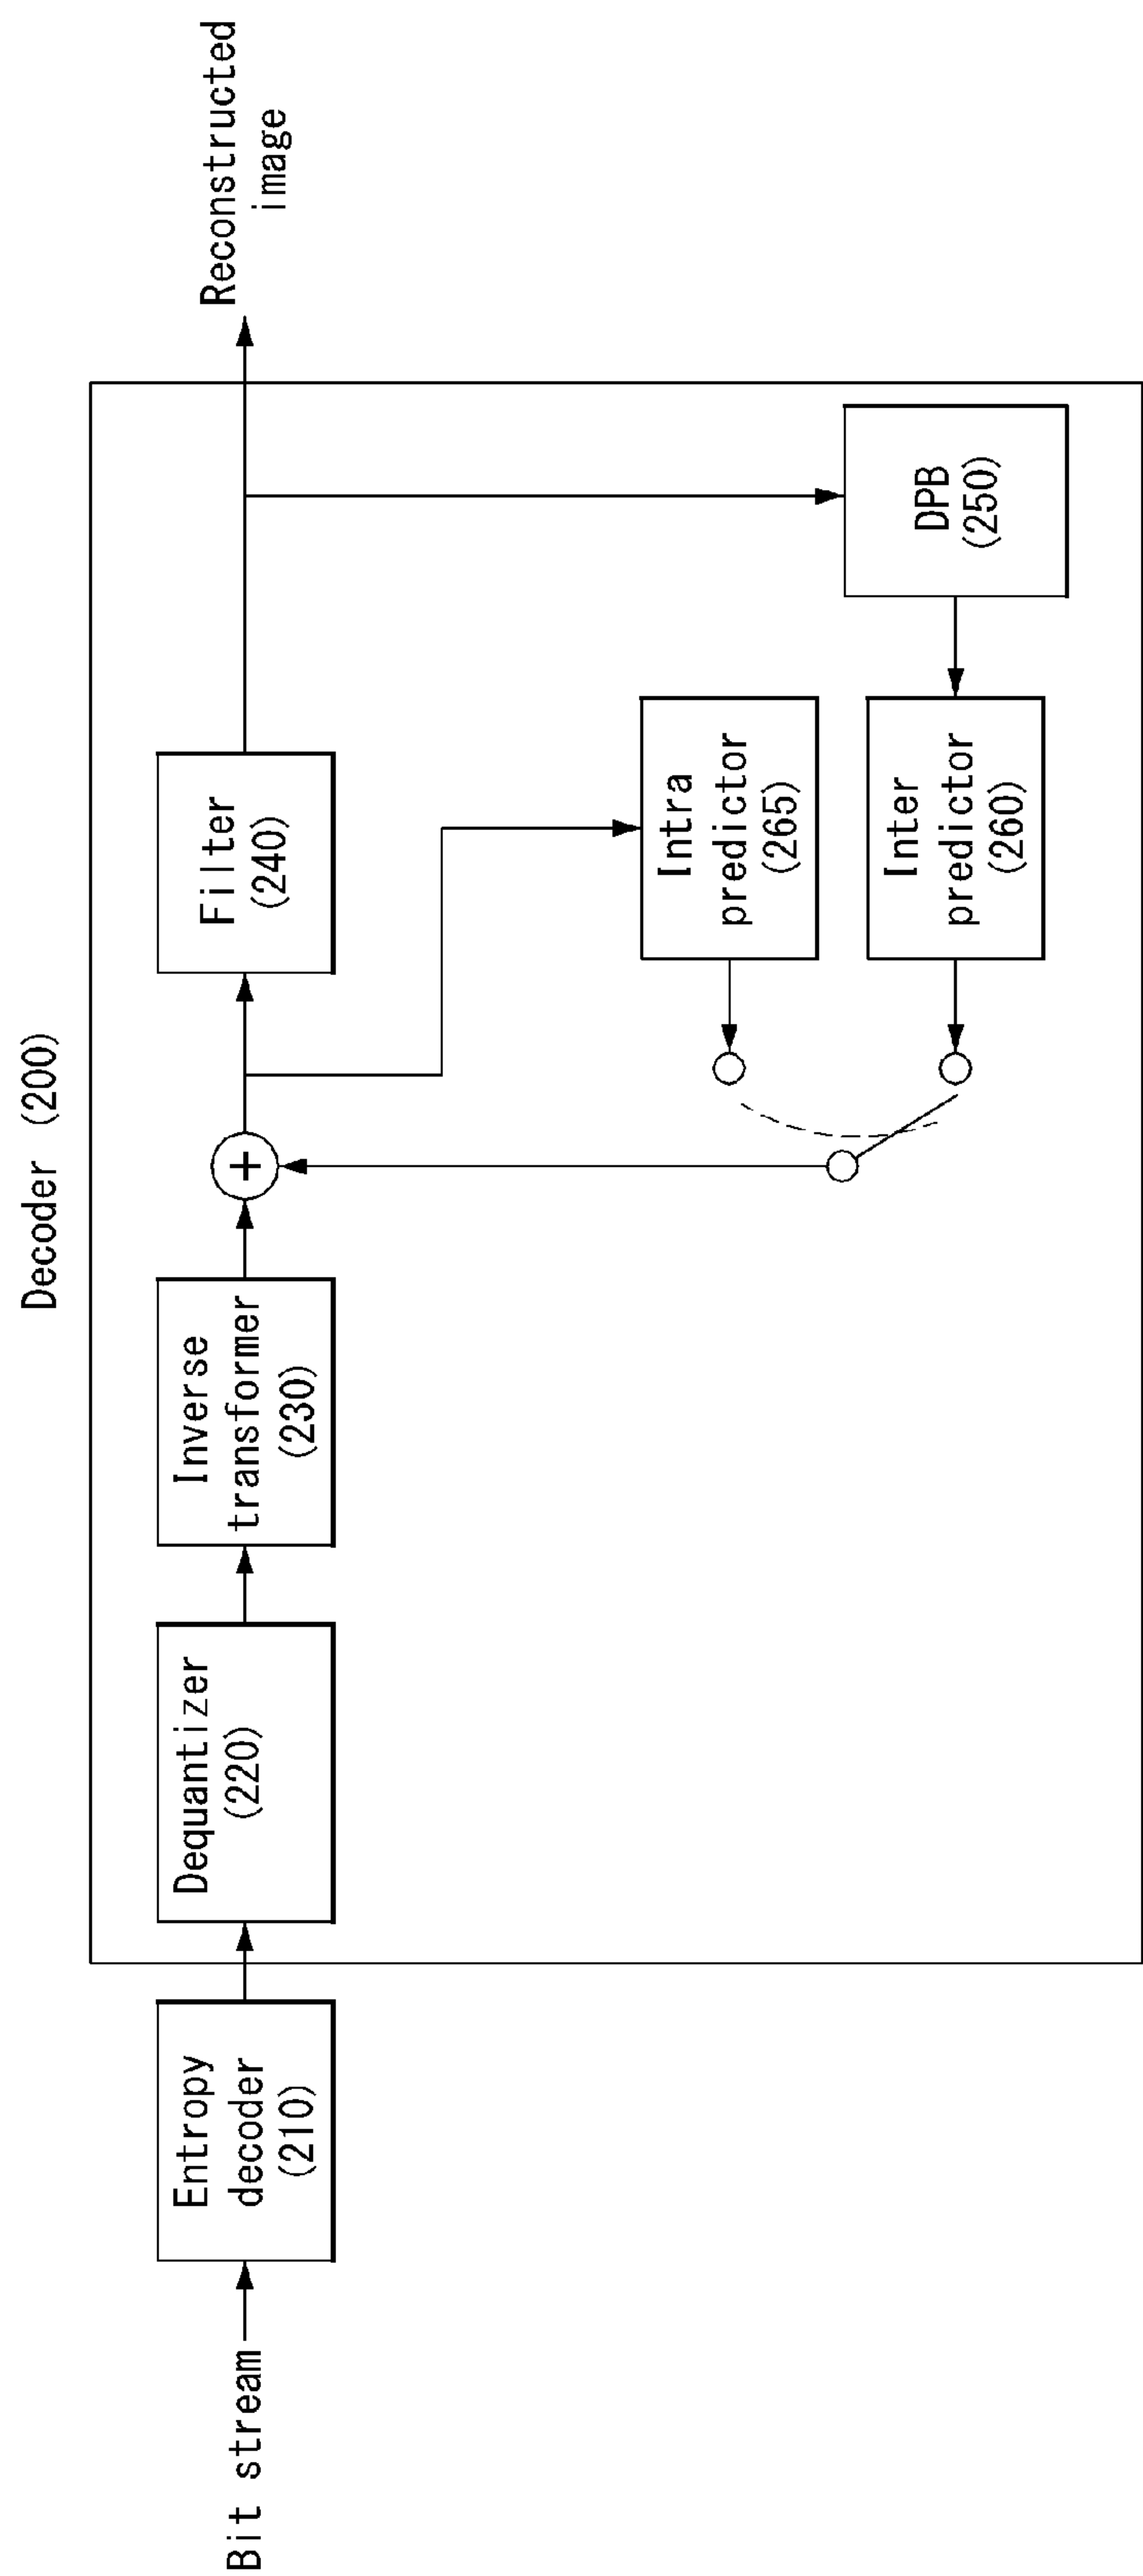 Decoder (200)
Bit stream
Entropy
decoder
(210)
Dequantizer
(220)
Inverse
transformer
(230)
+
Filter
(240)
Reconstructed
image
Intra
predictor
(265)
Inter
predictor
(260)
DPB
(250)